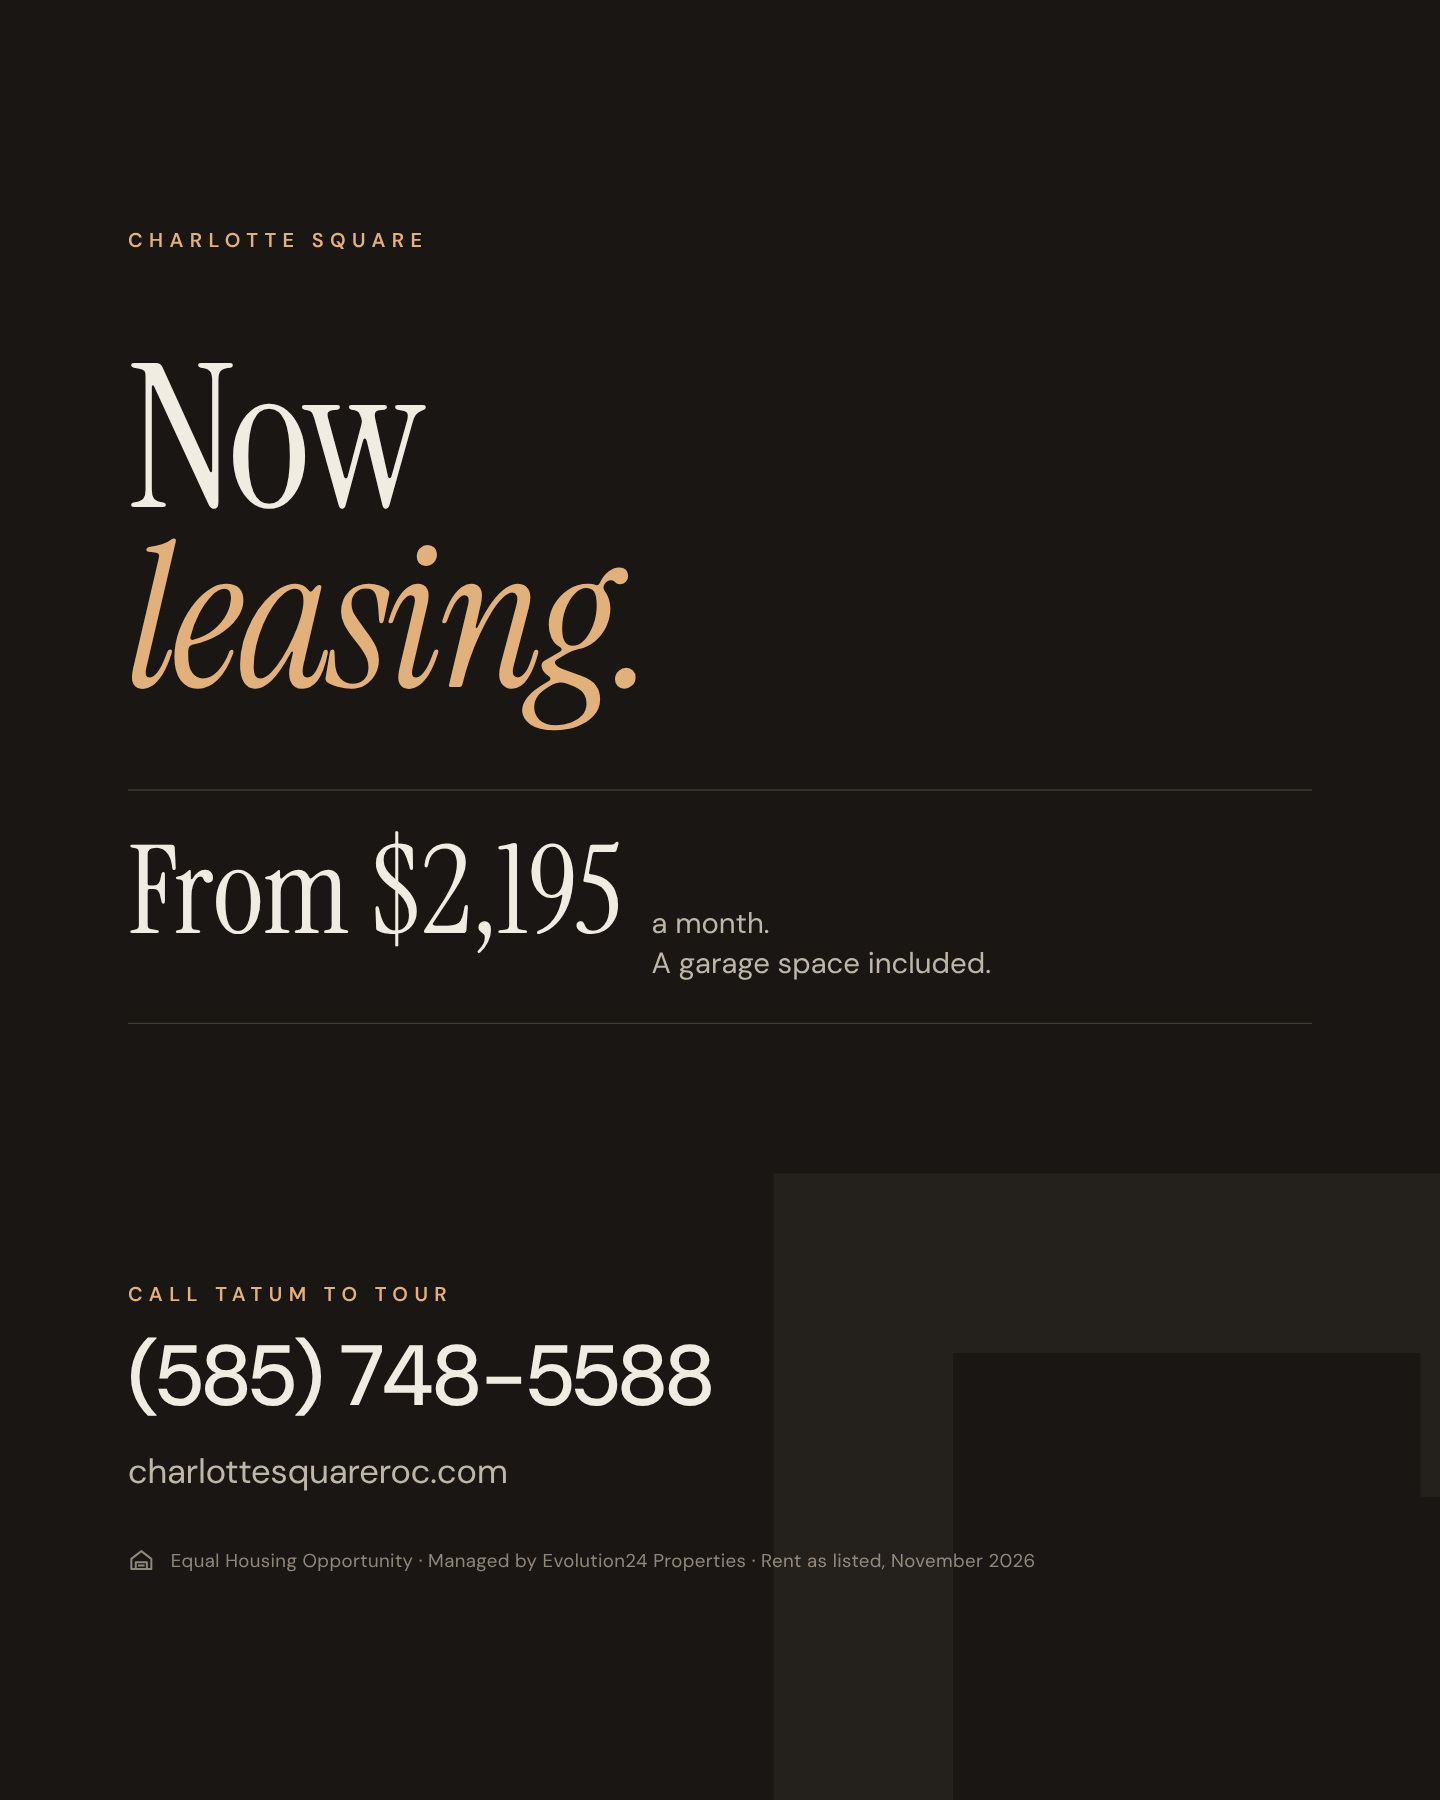 CHARLOTTE SQUARE
Now
leasing.
From $2,195
a month.
A garage space included.
CALL TATUM TO TOUR
(585) 748-5588
charlottesquareroc.com
Equal Housing Opportunity · Managed by Evolution24 Properties · Rent as listed, November 2026